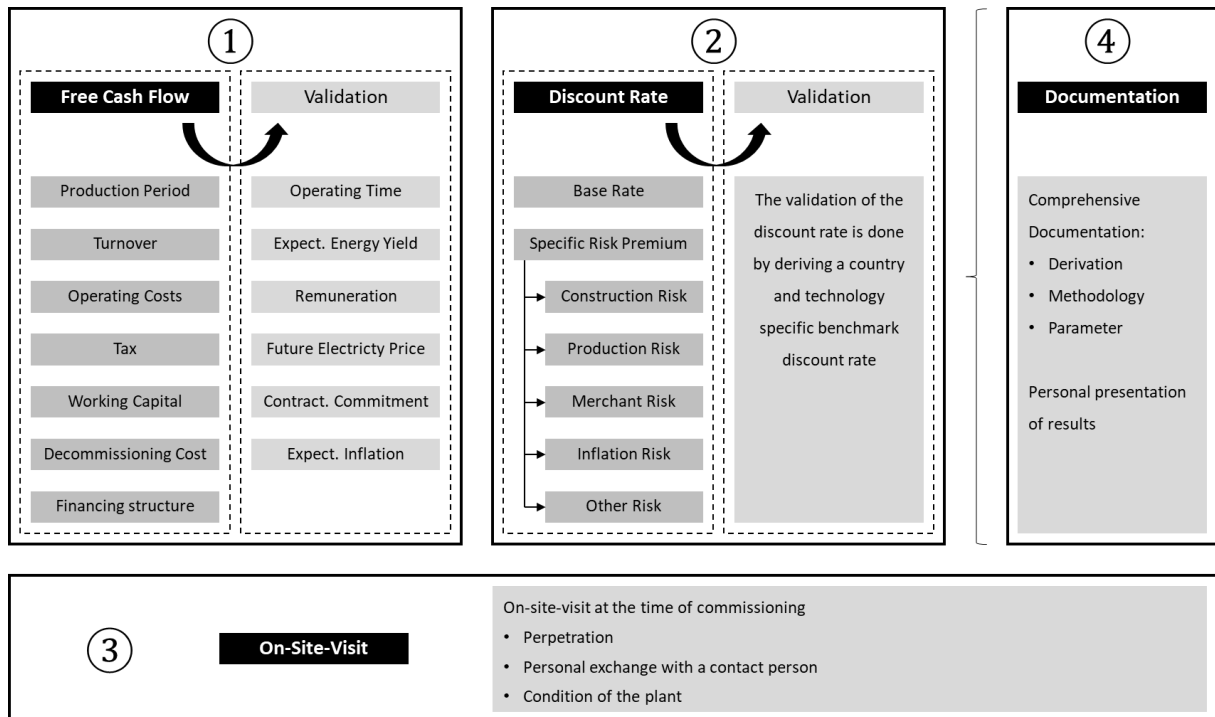 ①
Free Cash Flow
Validation
Production Period
Operating Time
Turnover
Expect. Energy Yield
Operating Costs
Remuneration
Tax
Future Electricty Price
Working Capital
Contract. Commitment
Decommissioning Cost
Expect. Inflation
Financing structure
②
Discount Rate
Validation
Base Rate
Specific Risk Premium
Construction Risk
Production Risk
Merchant Risk
Inflation Risk
Other Risk
The validation of the
discount rate is done
by deriving a country
and technology
specific benchmark
discount rate
④
Documentation
Comprehensive
Documentation:
• Derivation
• Methodology
• Parameter
Personal presentation
of results
③
On-Site-Visit
On-site-visit at the time of commissioning
• Perpetration
• Personal exchange with a contact person
• Condition of the plant